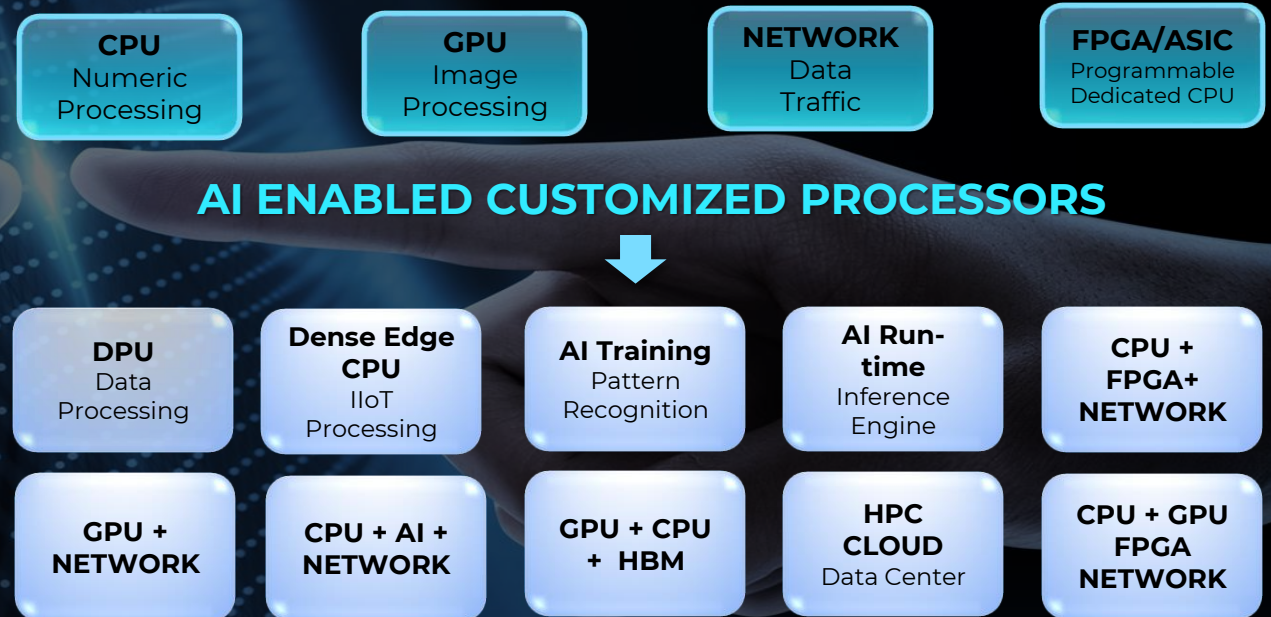 CPU
Numeric
Processing
GPU
Image
Processing
NETWORK
Data
Traffic
FPGA/ASIC
Programmable
Dedicated CPU
AI ENABLED CUSTOMIZED PROCESSORS
DPU
Data
Processing
Dense Edge
CPU
IIoT
Processing
AI Training
Pattern
Recognition
AI Run-
time
Inference
Engine
CPU +
FPGA+
NETWORK
GPU +
NETWORK
CPU + AI +
NETWORK
GPU + CPU
+ HBM
HPC
CLOUD
Data Center
CPU + GPU
FPGA
NETWORK